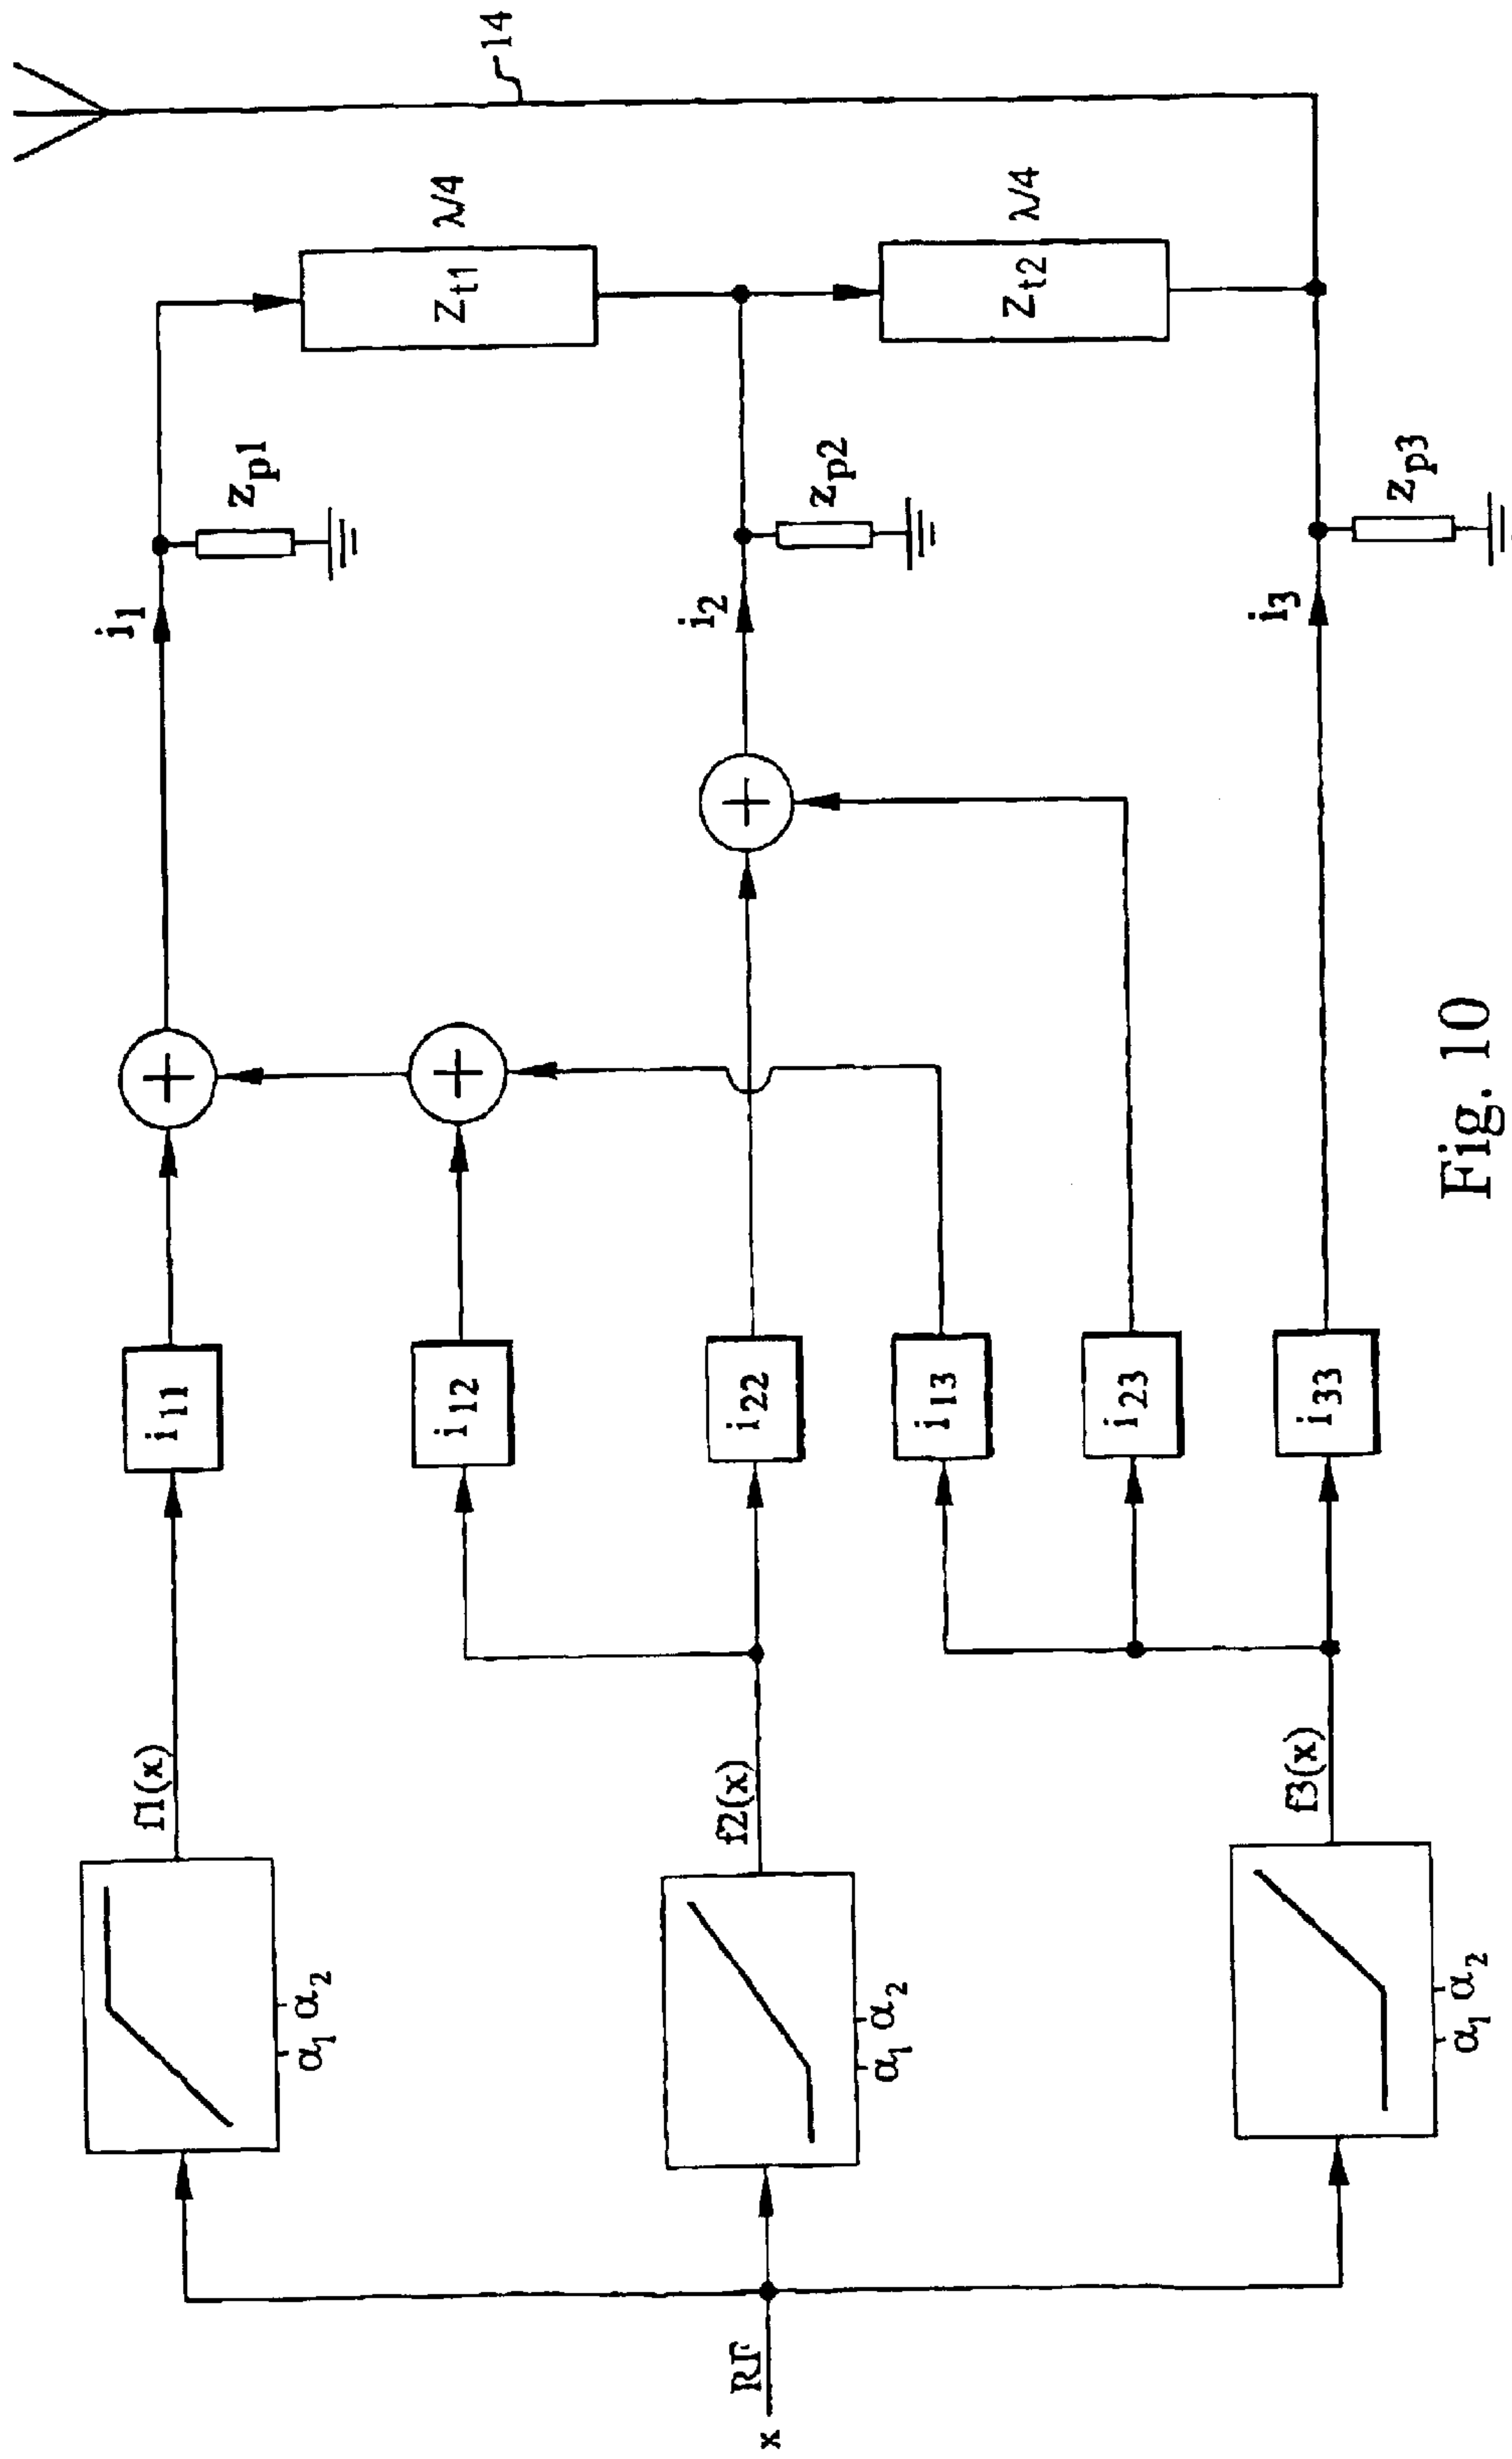 x RF
f1(x)
α1 α2
f2(x)
α1 α2
f3(x)
α1 α2
i11
i12
i22
i13
i23
i33
+
+
+
i1
i2
i3
zp1
zp2
zp3
Zt1
λ/4
Zt2
λ/4
14
Fig. 10